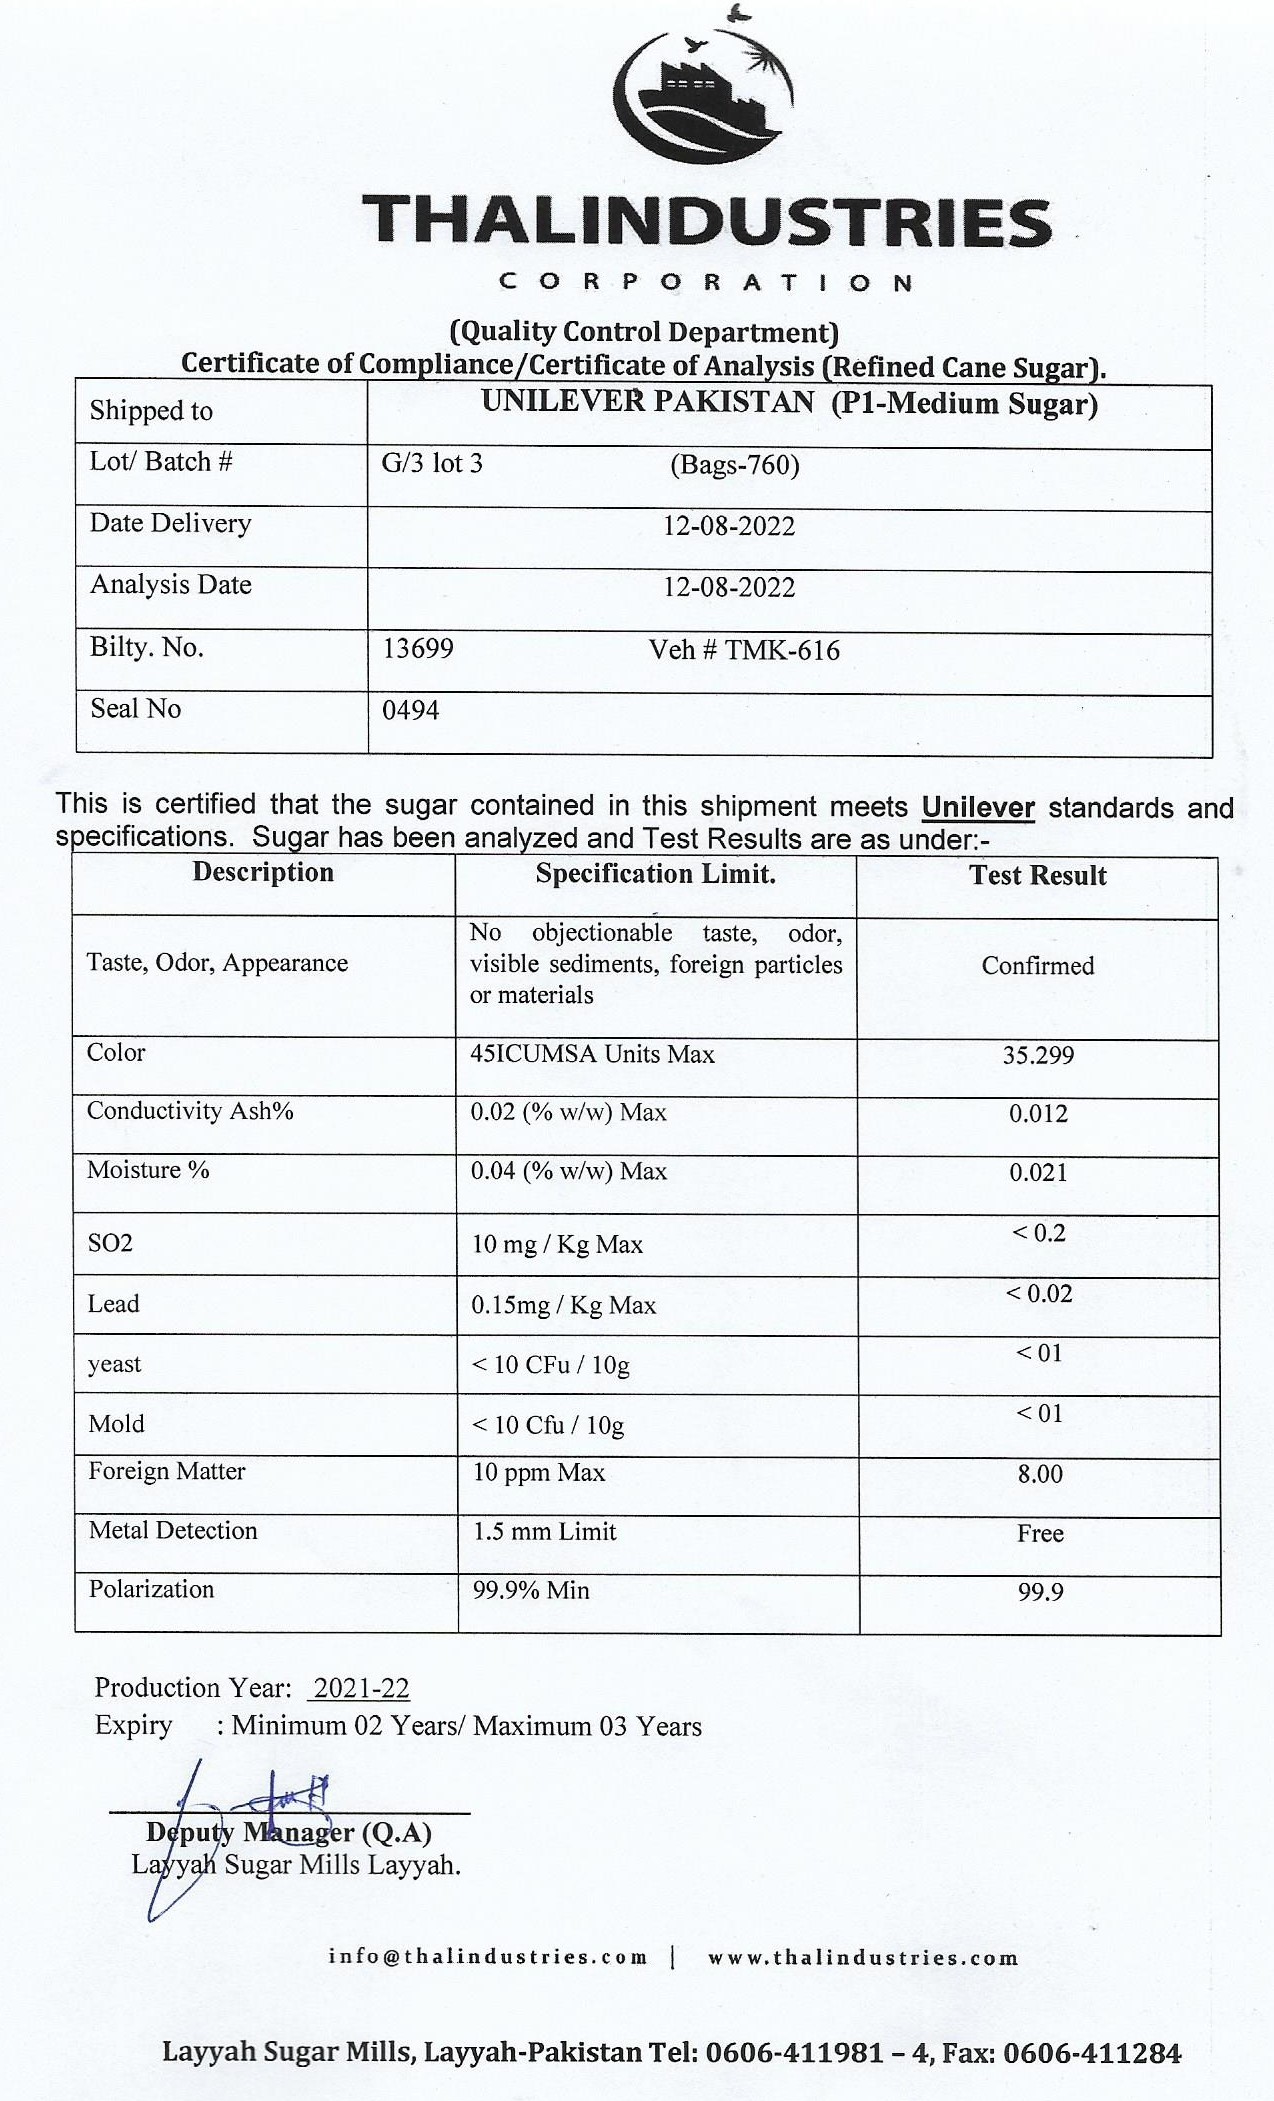 THALINDUSTRIES
CORPORATION
(Quality Control Department)
Certificate of Compliance/Certificate of Analysis (Refined Cane Sugar).
Shipped to UNILEVER PAKISTAN (P1-Medium Sugar)
Lot/ Batch # G/3 lot 3 (Bags-760)
Date Delivery 12-08-2022
Analysis Date 12-08-2022
Bilty. No. 13699 Veh # TMK-616
Seal No 0494
This is certified that the sugar contained in this shipment meets Unilever standards and
specifications. Sugar has been analyzed and Test Results are as under:-
Description Specification Limit. Test Result
Taste, Odor, Appearance No objectionable taste, odor,
visible sediments, foreign particles
or materials Confirmed
Color 45ICUMSA Units Max 35.299
Conductivity Ash% 0.02 (% w/w) Max 0.012
Moisture % 0.04 (% w/w) Max 0.021
SO2 10 mg / Kg Max < 0.2
Lead 0.15mg / Kg Max < 0.02
yeast < 10 CFu / 10g < 01
Mold < 10 Cfu / 10g < 01
Foreign Matter 10 ppm Max 8.00
Metal Detection 1.5 mm Limit Free
Polarization 99.9% Min 99.9
Production Year: 2021-22
Expiry : Minimum 02 Years/ Maximum 03 Years
Deputy Manager (Q.A)
Layyah Sugar Mills Layyah.
info@thalindustries.com | www.thalindustries.com
Layyah Sugar Mills, Layyah-Pakistan Tel: 0606-411981 – 4, Fax: 0606-411284